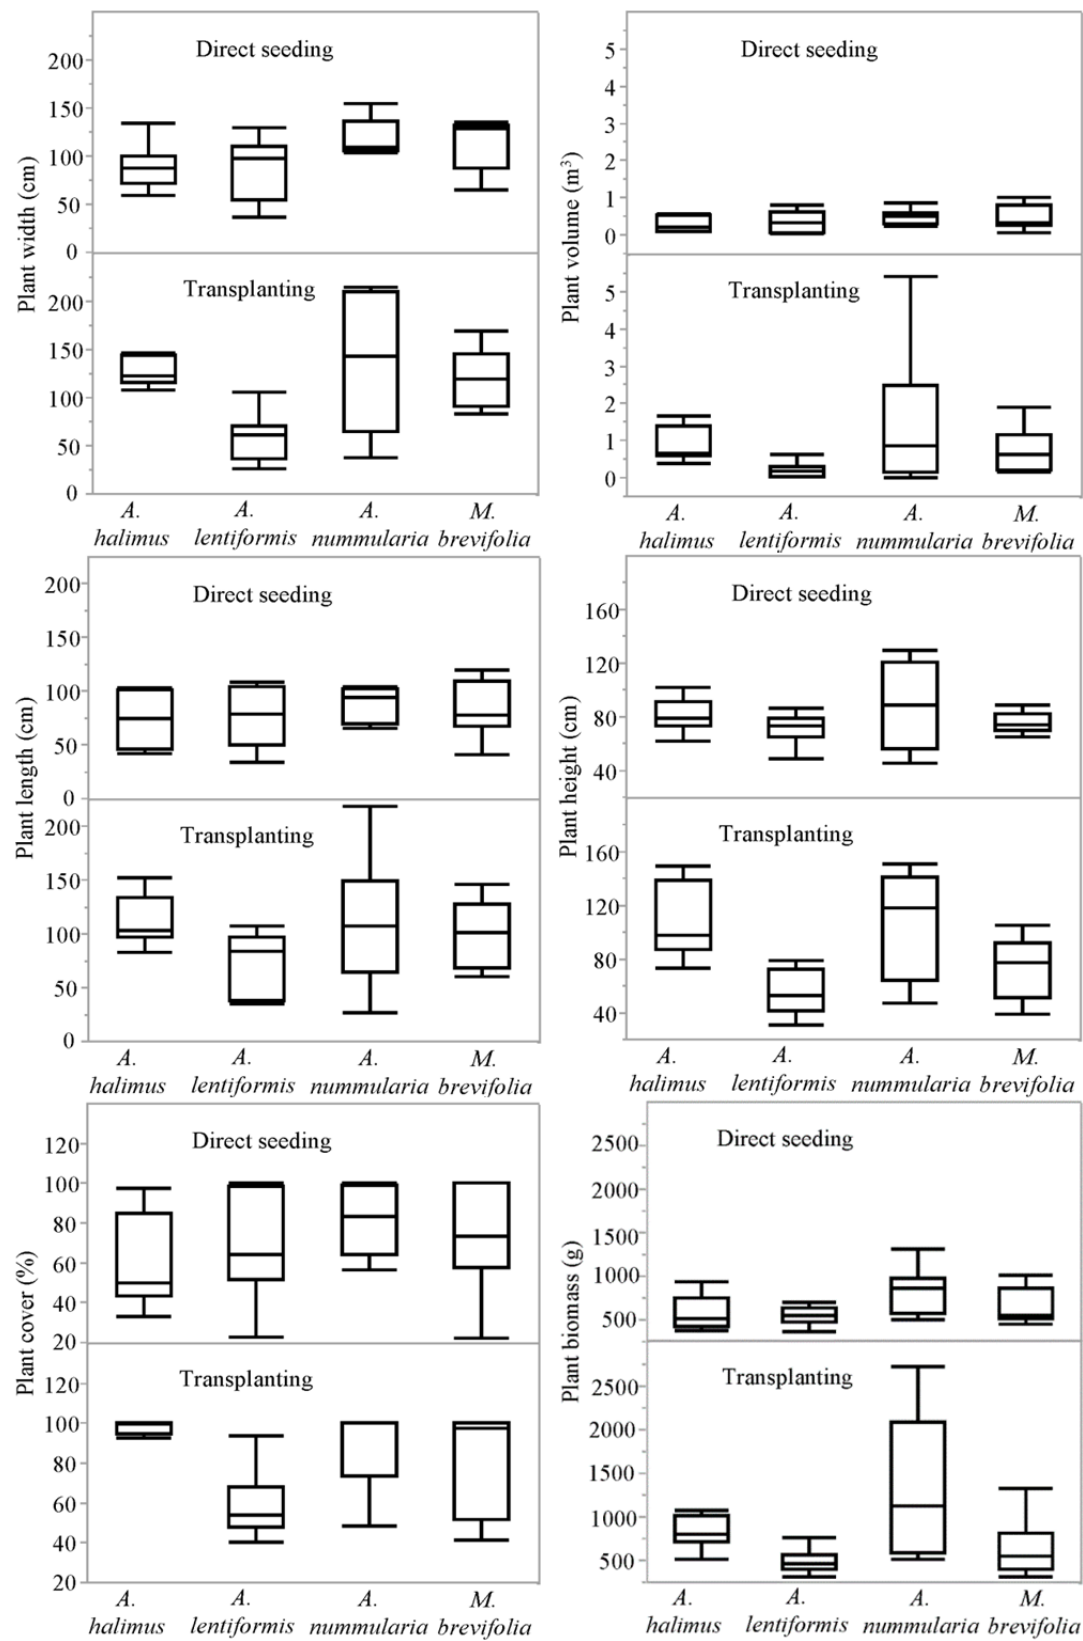 Direct seeding
200
150
100
50
0
Plant width (cm)
Transplanting
200
150
100
50
0
A. A. A. M.
halimus lentiformis nummularia brevifolia
Direct seeding
5
4
3
2
1
0
Plant volume (m³)
Transplanting
5
4
3
2
1
0
A. A. A. M.
halimus lentiformis nummularia brevifolia
Direct seeding
200
150
100
50
0
Plant length (cm)
Transplanting
200
150
100
50
0
A. A. A. M.
halimus lentiformis nummularia brevifolia
Direct seeding
160
120
80
40
Plant height (cm)
Transplanting
160
120
80
40
A. A. A. M.
halimus lentiformis nummularia brevifolia
Direct seeding
120
100
80
60
40
20
Plant cover (%)
Transplanting
120
100
80
60
40
20
A. A. A. M.
halimus lentiformis nummularia brevifolia
Direct seeding
2500
2000
1500
1000
500
Plant biomass (g)
Transplanting
2500
2000
1500
1000
500
A. A. A. M.
halimus lentiformis nummularia brevifolia